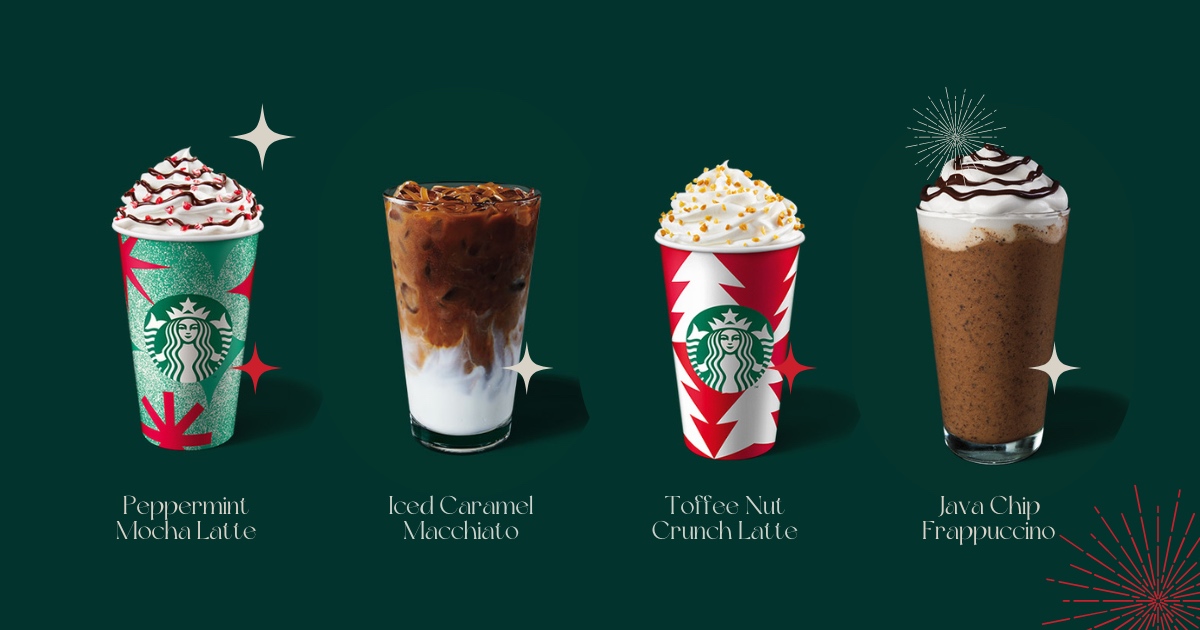 Peppermint
Mocha Latte
Iced Caramel
Macchiato
Toffee Nut
Crunch Latte
Java Chip
Frappuccino